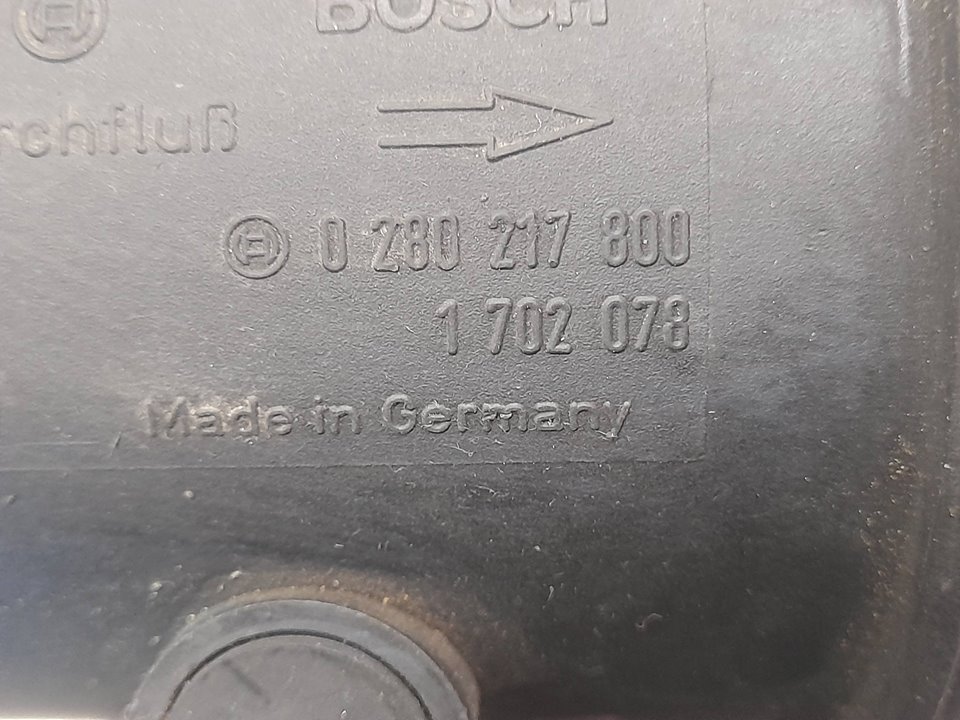 BOSCH
rchfluß
0 280 217 800
1 702 078
Made in Germany